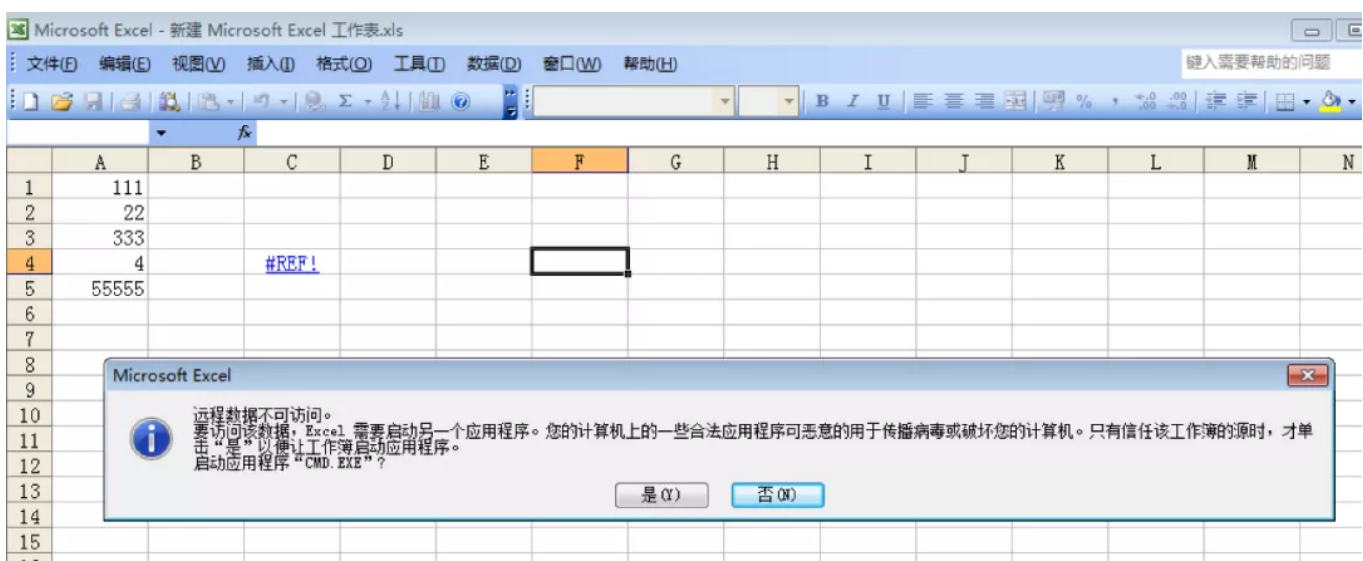 Microsoft Excel - 新建 Microsoft Excel 工作表.xls
文件(F) 编辑(E) 视图(V) 插入(I) 格式(O) 工具(T) 数据(D) 窗口(W) 帮助(H) 键入需要帮助的问题
Σ B I U % ,
fx
A B C D E F G H I J K L M N
1 111
2 22
3 333
4 4 #REF!
5 55555
6
7
8
9
10
11
12
13
14
15
Microsoft Excel
远程数据不可访问。
要访问该数据，Excel 需要启动另一个应用程序。您的计算机上的一些合法应用程序可恶意的用于传播病毒或破坏您的计算机。只有信任该工作簿的源时，才单
击“是”以便让工作簿启动应用程序。
启动应用程序“CMD.EXE”？
是(Y) 否(N)